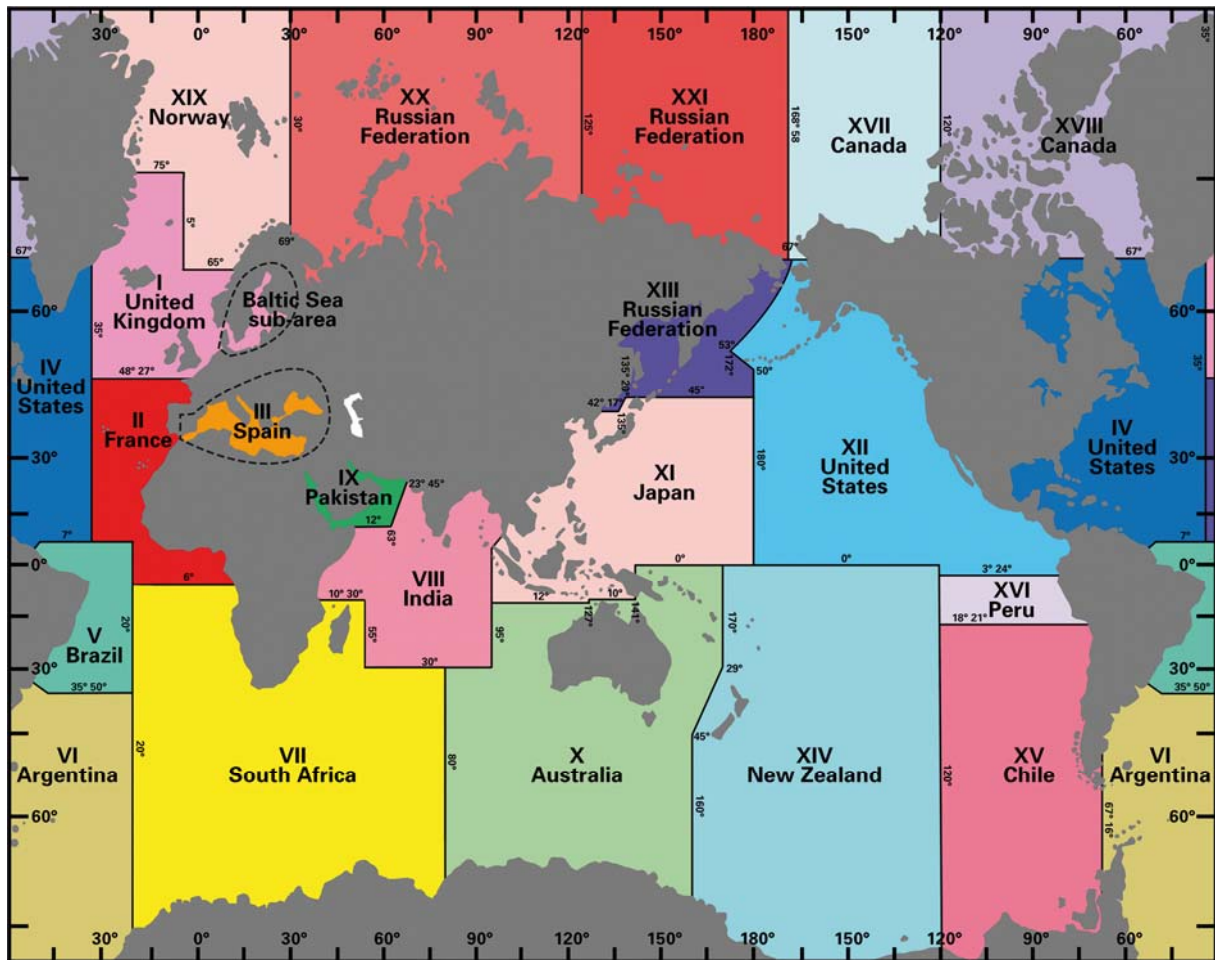 30° 0° 30° 60° 90° 120° 150° 180° 150° 120° 90° 60° 35°
XIX
Norway
XX
Russian
Federation
XXI
Russian
Federation
XVII
Canada
XVIII
Canada
30°
125°
168° 58
120°
75°
5°
65°
69°
67°
67°
67°
60°
60°
I
United
Kingdom
Baltic Sea
sub-area
XIII
Russian
Federation
35°
48° 27°
53°
172°
50°
45°
135° 20°
42° 17°
135°
35°
IV
United
States
II
France
III
Spain
XII
United
States
IV
United
States
30°
30°
IX
Pakistan
23° 45°
12°
63°
XI
Japan
180°
7°
7°
0°
0°
0°
0°
6°
VIII
India
10° 30°
55°
95°
30°
12°
127°
10°
141°
3° 24°
XVI
Peru
18° 21°
V
Brazil
20°
30°
30°
35° 50°
35° 50°
170°
29°
45°
VI
Argentina
20°
VII
South Africa
80°
X
Australia
160°
XIV
New Zealand
120°
XV
Chile
67° 16°
VI
Argentina
60°
60°
30° 0° 30° 60° 90° 120° 150° 180° 150° 120° 90° 60°